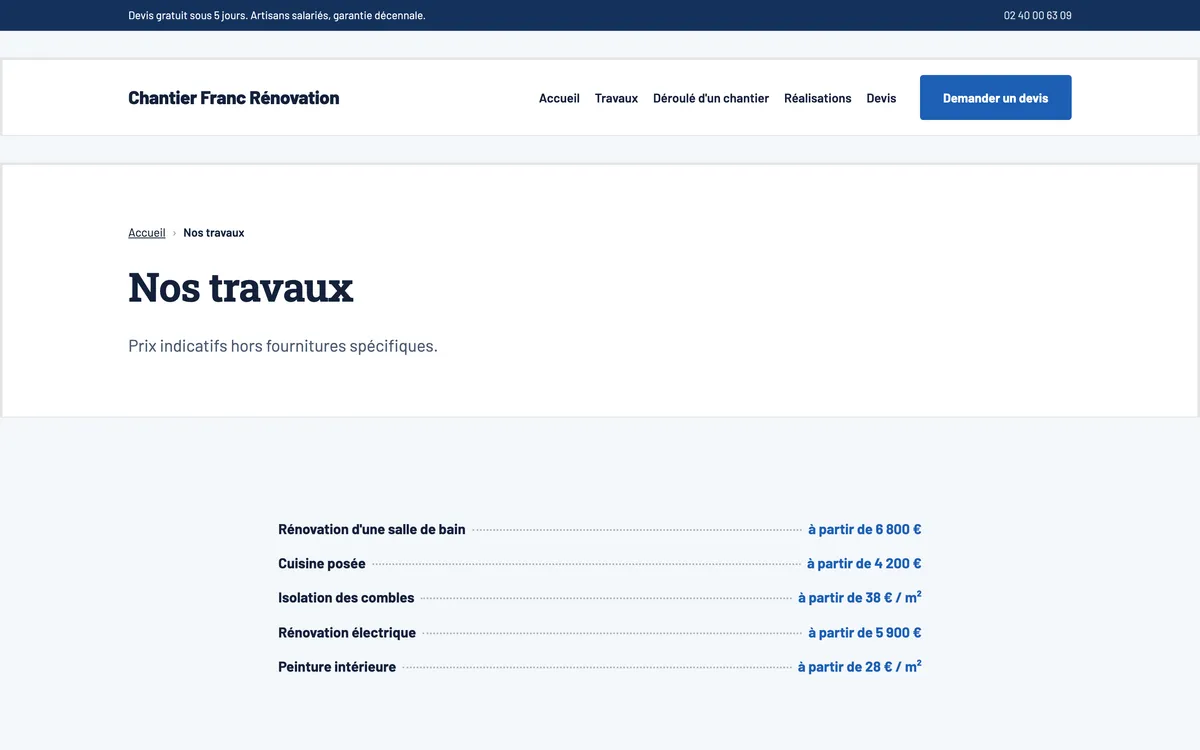 Devis gratuit sous 5 jours. Artisans salariés, garantie décennale. 02 40 00 63 09
Chantier Franc Rénovation Accueil Travaux Déroulé d'un chantier Réalisations Devis Demander un devis
Accueil › Nos travaux
Nos travaux
Prix indicatifs hors fournitures spécifiques.
Rénovation d'une salle de bain à partir de 6 800 €
Cuisine posée à partir de 4 200 €
Isolation des combles à partir de 38 € / m²
Rénovation électrique à partir de 5 900 €
Peinture intérieure à partir de 28 € / m²